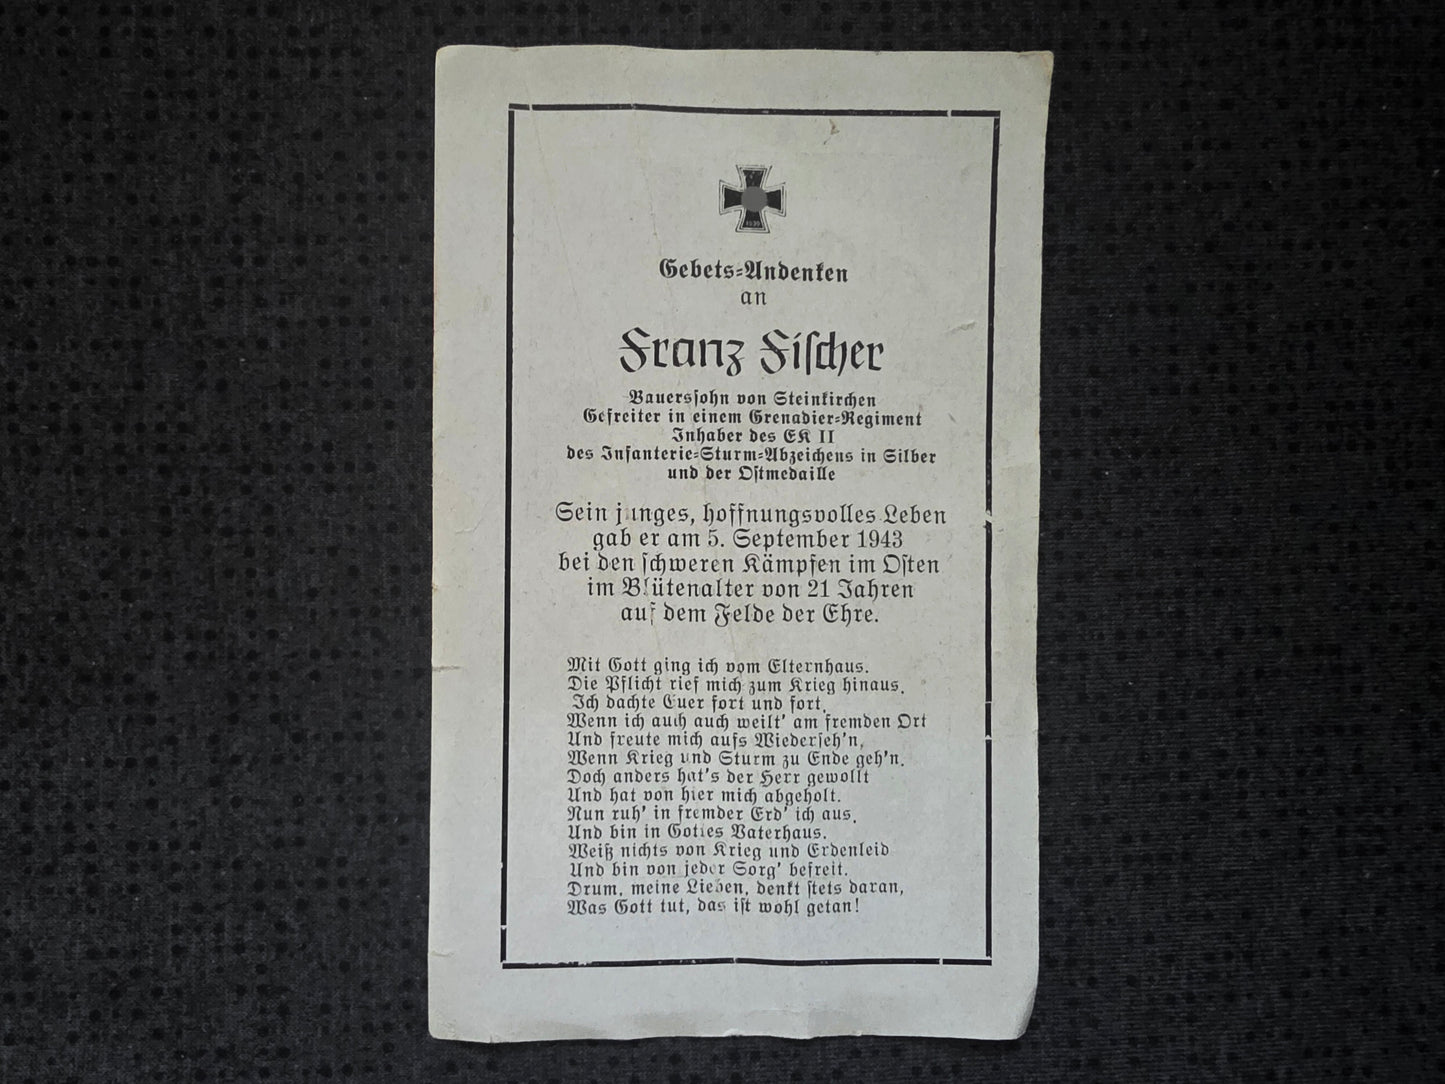 1939
Gebets=Andenken
an
Franz Fischer
Bauerssohn von Steinkirchen
Gefreiter in einem Grenadier=Regiment
Inhaber des EK II
des Infanterie=Sturm=Abzeichens in Silber
und der Ostmedaille
Sein junges, hoffnungsvolles Leben
gab er am 5. September 1943
bei den schweren Kämpfen im Osten
im Blütenalter von 21 Jahren
auf dem Felde der Ehre.
Mit Gott ging ich vom Elternhaus.
Die Pflicht rief mich zum Krieg hinaus.
Ich dachte Euer fort und fort.
Wenn ich auch auch weilt' am fremden Ort
Und freute mich aufs Wiederseh'n,
Wenn Krieg und Sturm zu Ende geh'n.
Doch anders hat's der Herr gewollt
Und hat von hier mich abgeholt.
Nun ruh' in fremder Erd' ich aus.
Und bin in Gottes Vaterhaus.
Weiß nichts von Krieg und Erdenleid
Und bin von jeder Sorg' befreit.
Drum, meine Lieben, denkt stets daran,
Was Gott tut, das ist wohl getan!